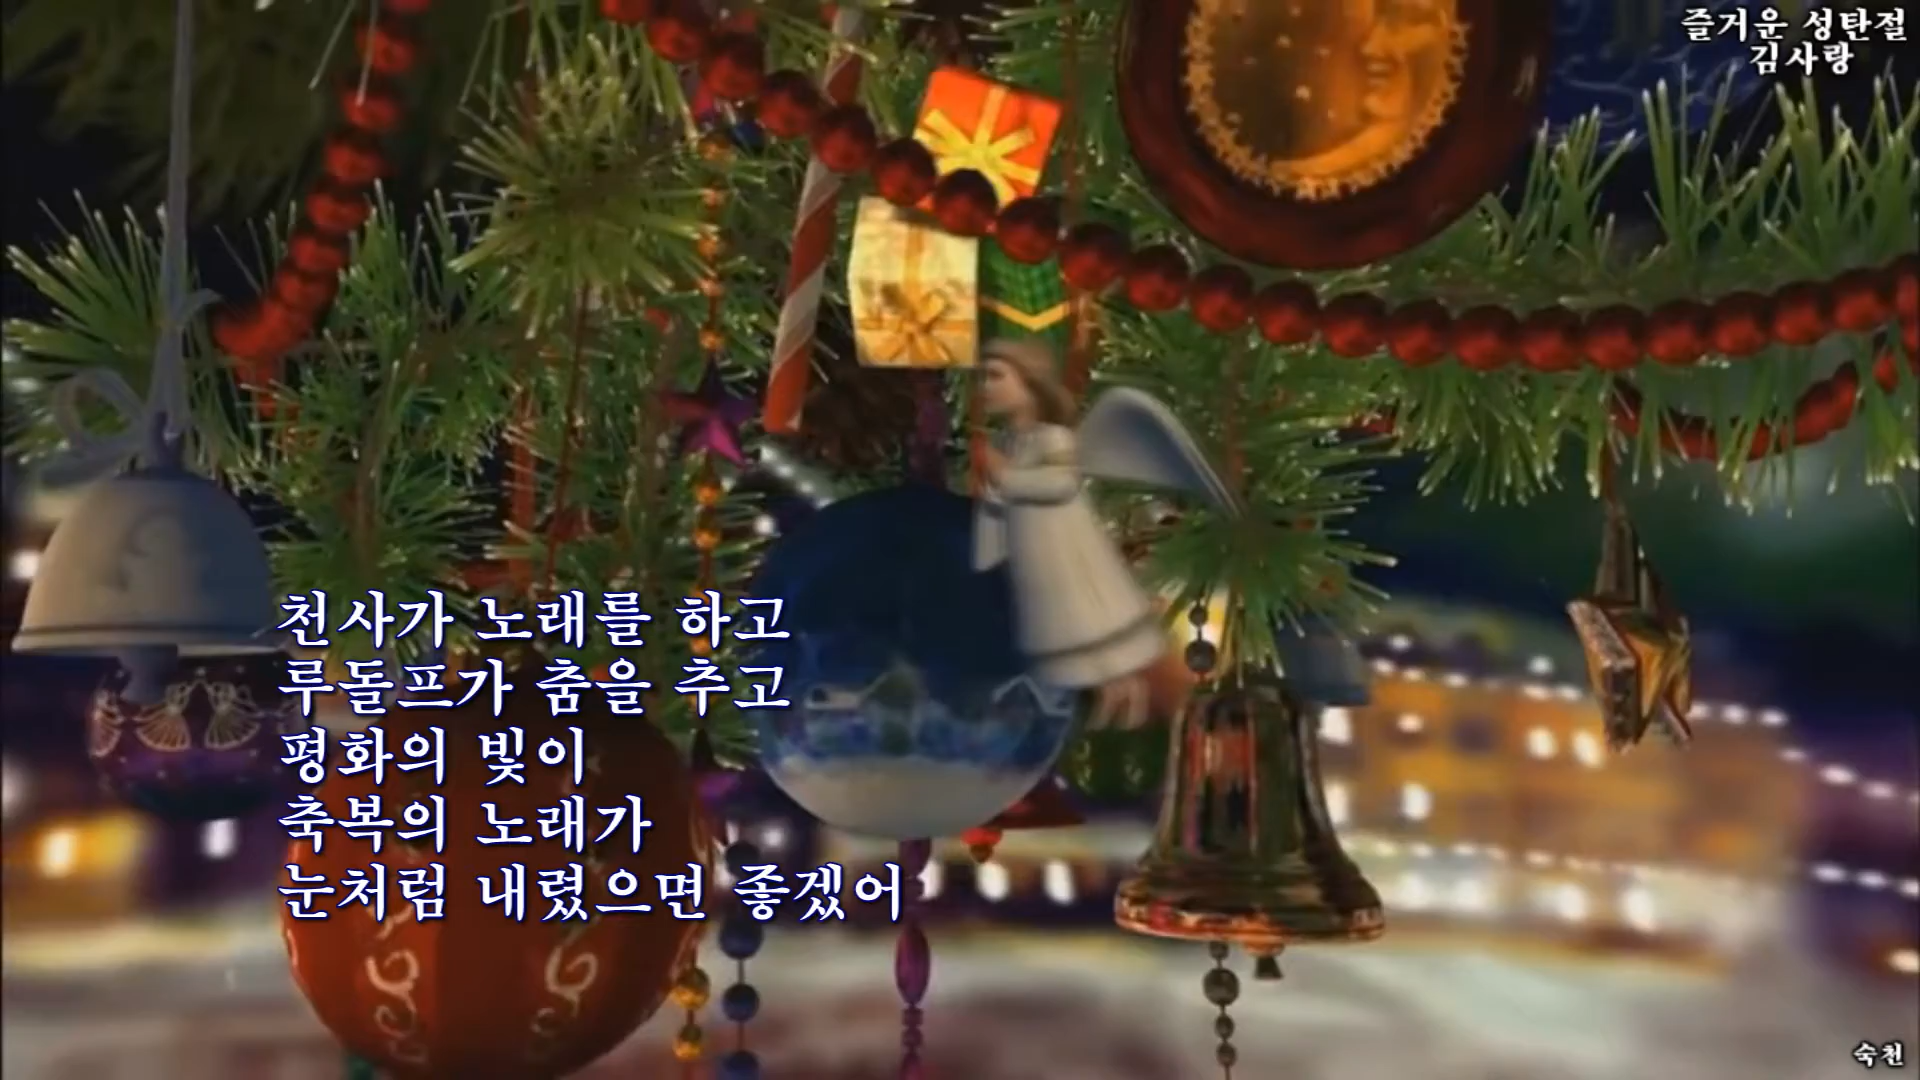 즐거운 성탄절
김사랑
천사가 노래를 하고
루돌프가 춤을 추고
평화의 빛이
축복의 노래가
눈처럼 내렸으면 좋겠어
숙천